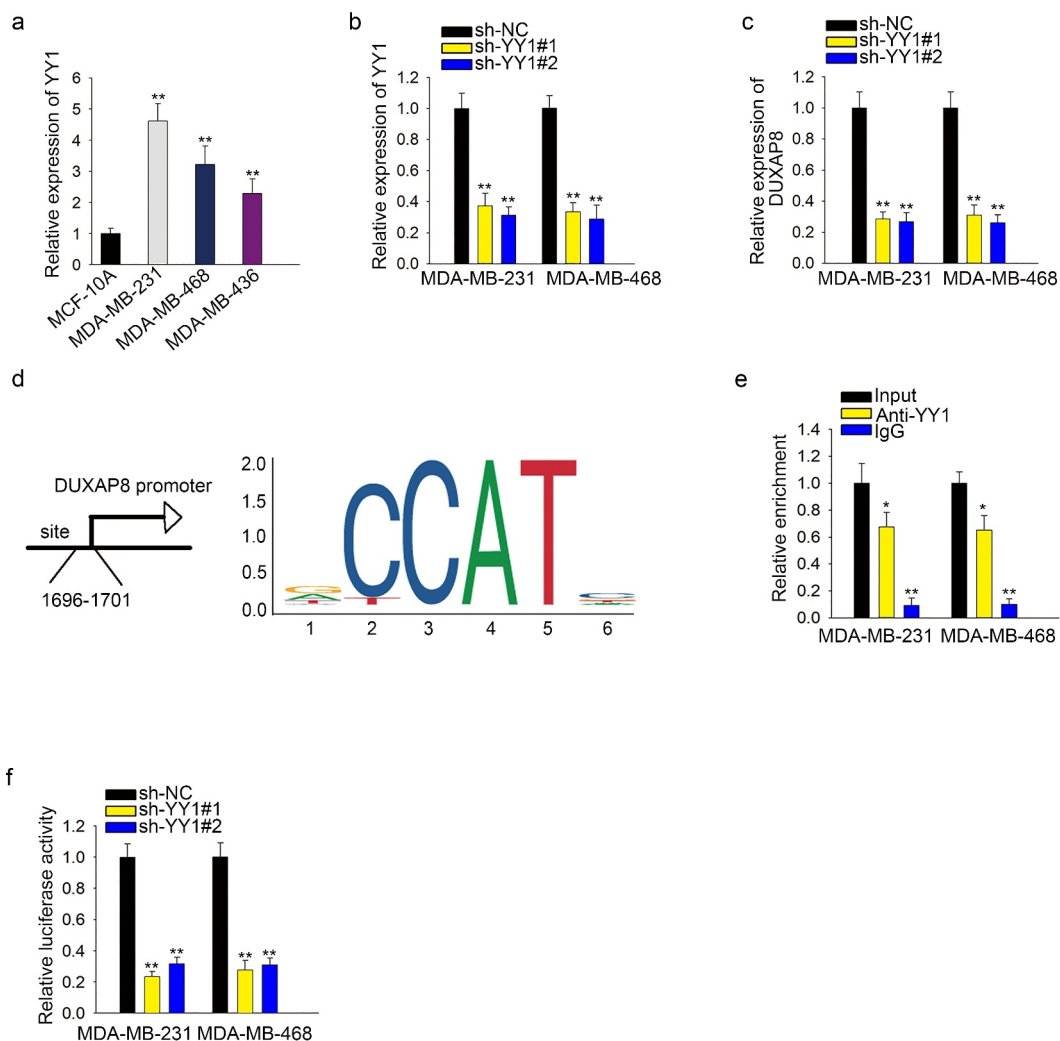 a
Relative expression of YY1
6
5
4
3
2
1
0
**
**
**
MCF-10A
MDA-MB-231
MDA-MB-468
MDA-MB-436
b
sh-NC
sh-YY1#1
sh-YY1#2
Relative expression of YY1
1.2
1.0
0.8
0.6
0.4
0.2
0.0
** **
** **
MDA-MB-231 MDA-MB-468
c
sh-NC
sh-YY1#1
sh-YY1#2
Relative expression of
DUXAP8
1.2
1.0
0.8
0.6
0.4
0.2
0.0
** **
** **
MDA-MB-231 MDA-MB-468
d
DUXAP8 promoter
site
1696-1701
2.0
1.5
1.0
0.5
0.0
CCAT
1 2 3 4 5 6
e
Input
Anti-YY1
IgG
Relative enrichment
1.4
1.2
1.0
0.8
0.6
0.4
0.2
0.0
*
**
*
**
MDA-MB-231 MDA-MB-468
f
sh-NC
sh-YY1#1
sh-YY1#2
Relative luciferase activity
1.2
1.0
0.8
0.6
0.4
0.2
0.0
** **
** **
MDA-MB-231 MDA-MB-468